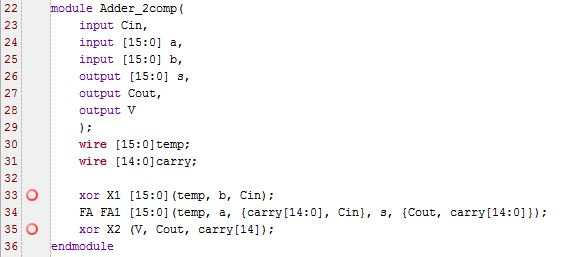 22 module Adder_2comp(
23 input Cin,
24 input [15:0] a,
25 input [15:0] b,
26 output [15:0] s,
27 output Cout,
28 output V
29 );
30 wire [15:0]temp;
31 wire [14:0]carry;
32
33 xor X1 [15:0](temp, b, Cin);
34 FA FA1 [15:0](temp, a, {carry[14:0], Cin}, s, {Cout, carry[14:0]});
35 xor X2 (V, Cout, carry[14]);
36 endmodule